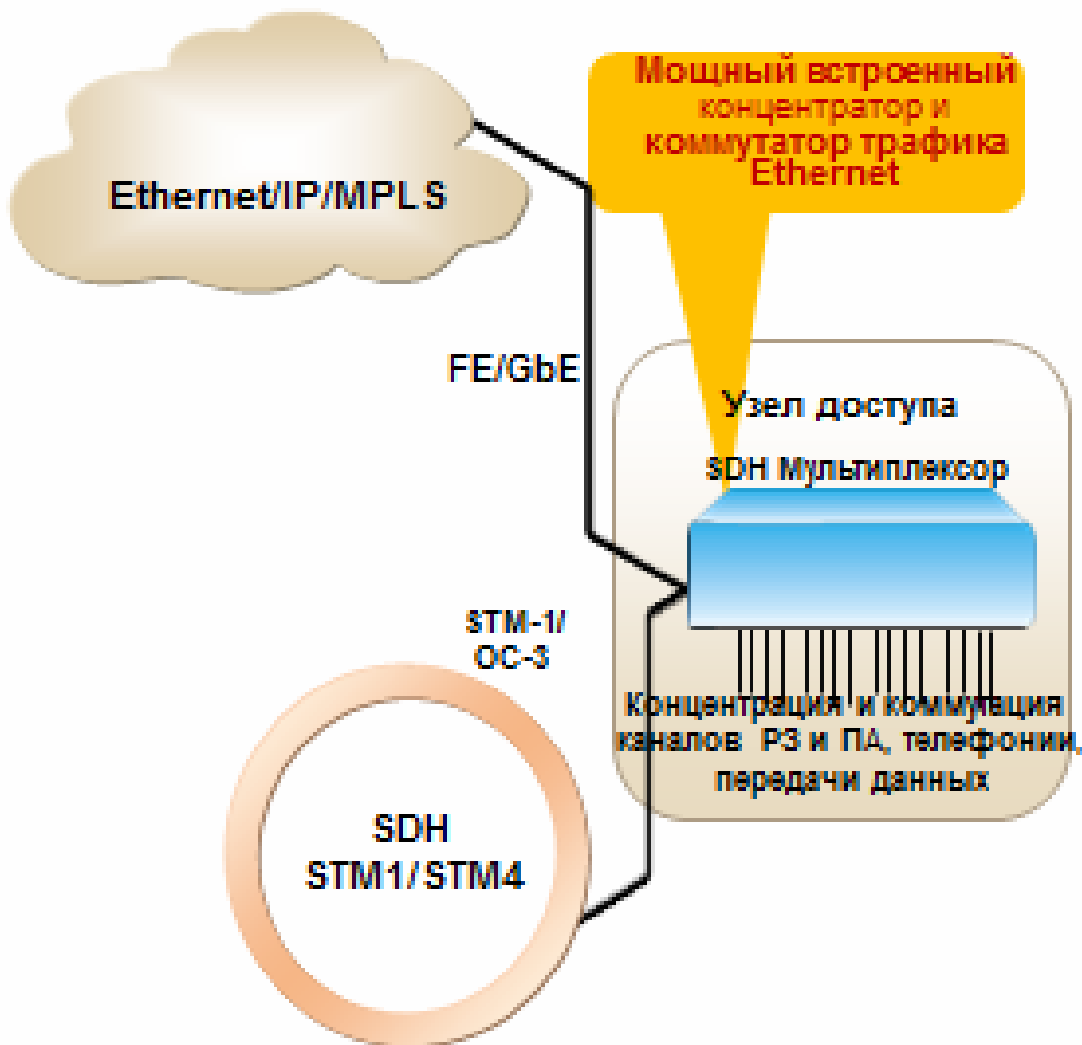 Мощный встроенный
концентратор и
коммутатор трафика
Ethernet
Ethernet/IP/MPLS
FE/GbE
Узел доступа
SDH Мультиплексор
STM-1/
OC-3
Концентрация и коммутация
каналов РЗ и ПА, телефонии,
передачи данных
SDH
STM1/STM4